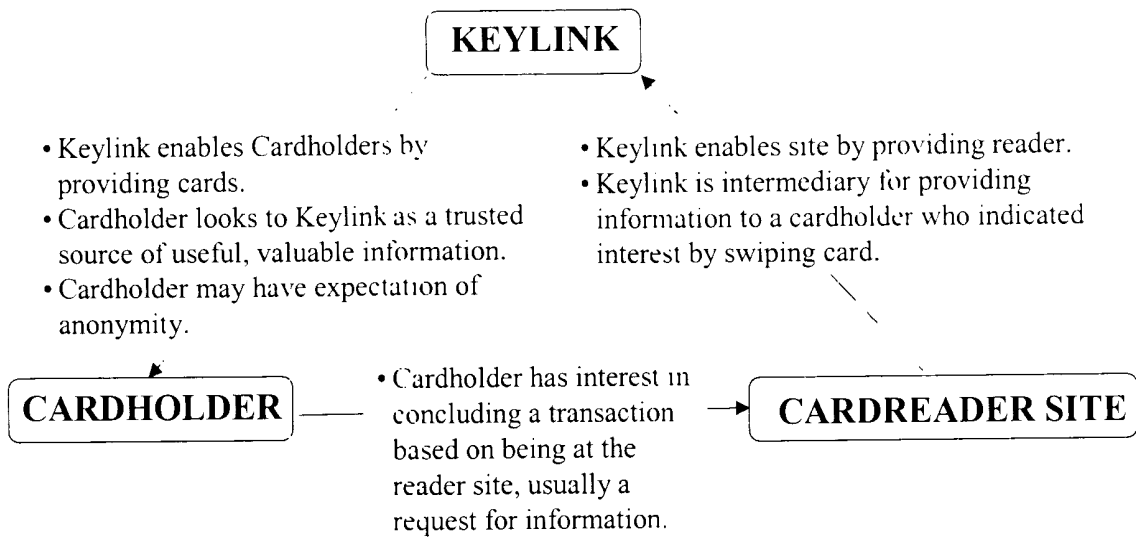 KEYLINK
• Keylink enables Cardholders by
providing cards.
• Cardholder looks to Keylink as a trusted
source of useful, valuable information.
• Cardholder may have expectation of
anonymity.
• Keylink enables site by providing reader.
• Keylink is intermediary for providing
information to a cardholder who indicated
interest by swiping card.
CARDHOLDER
• Cardholder has interest in
concluding a transaction
based on being at the
reader site, usually a
request for information.
CARDREADER SITE